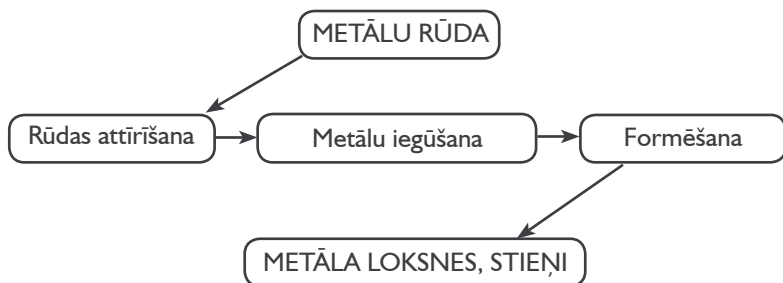 METĀLU RŪDA
Rūdas attīrīšana
Metālu iegūšana
Formēšana
METĀLA LOKSNES, STIEŅI